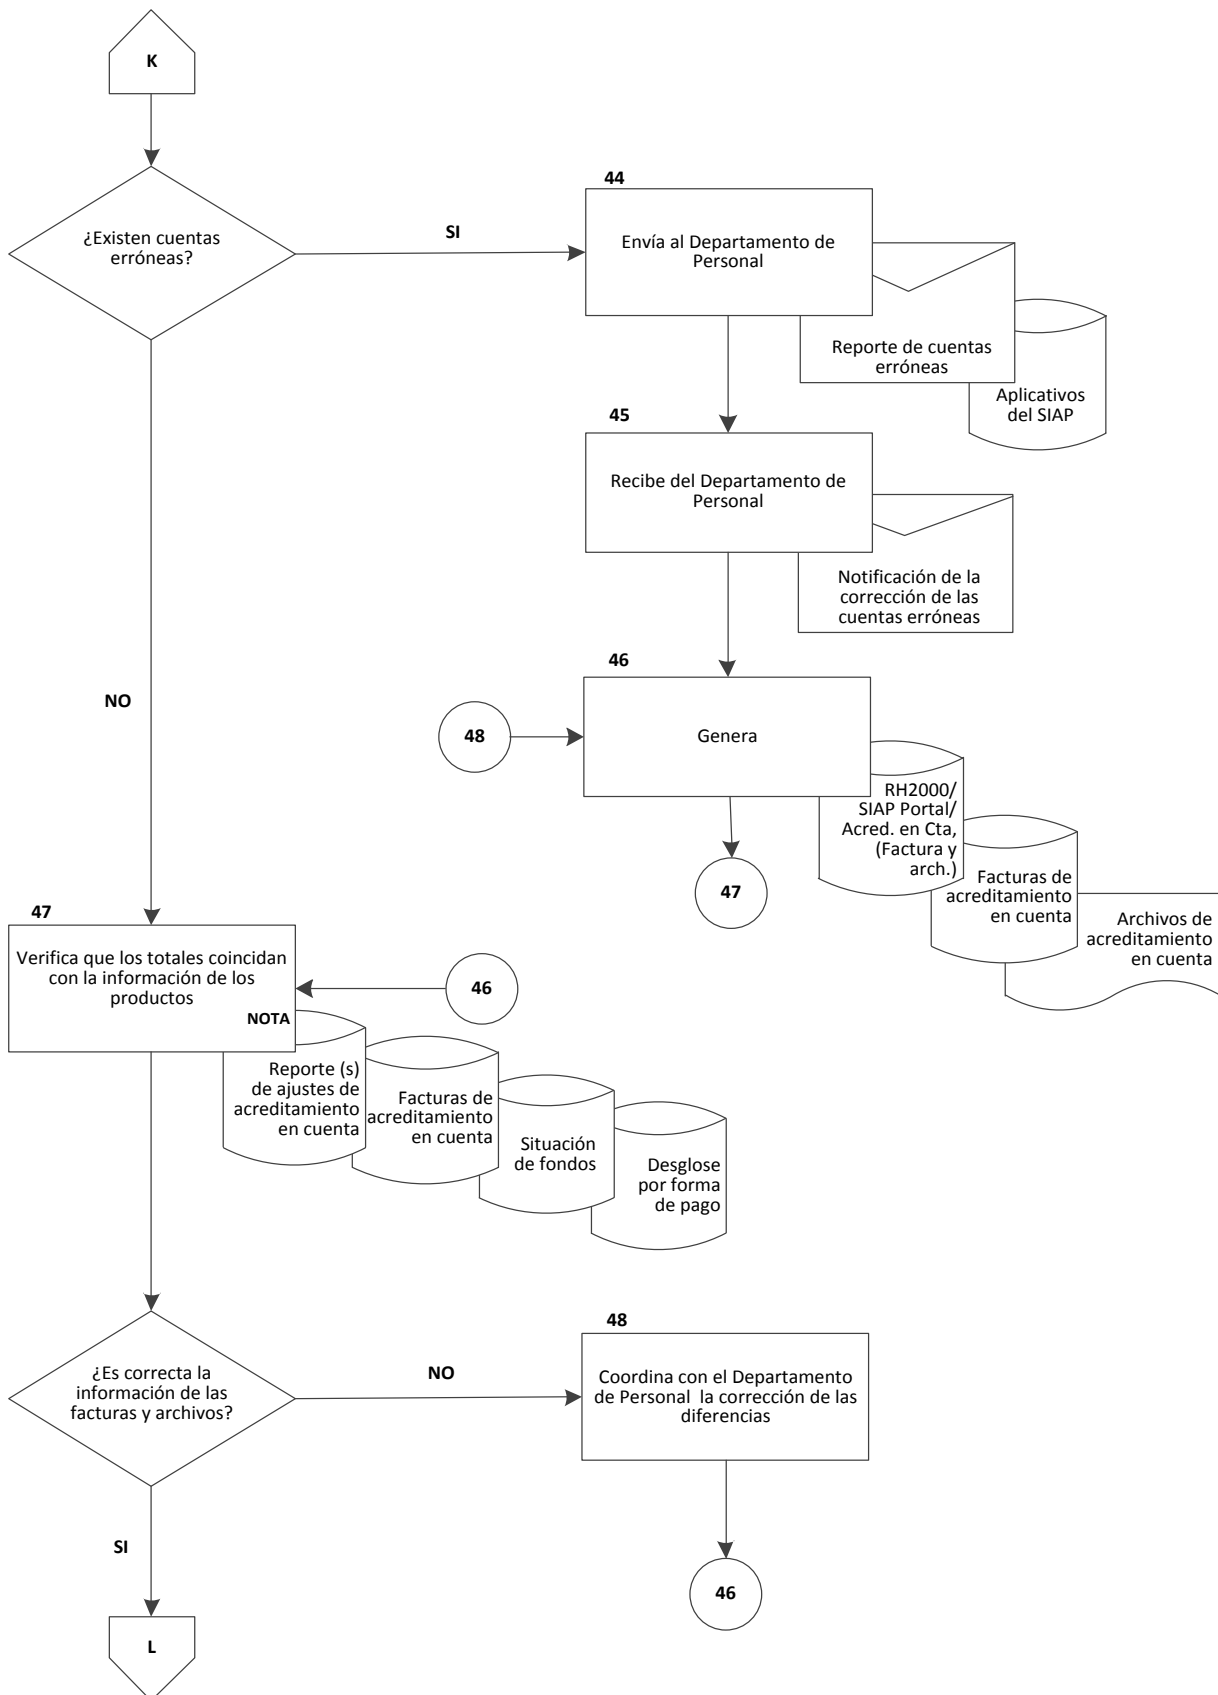 K
¿Existen cuentas
erróneas?
SI
44
Envía al Departamento de
Personal
Reporte de cuentas
erróneas
Aplicativos
del SIAP
45
Recibe del Departamento de
Personal
Notificación de la
corrección de las
cuentas erróneas
NO
46
48
Genera
RH2000/
SIAP Portal/
Acred. en Cta,
(Factura y
arch.)
Facturas de
acreditamiento
en cuenta
Archivos de
acreditamiento
en cuenta
47
47
Verifica que los totales coincidan
con la información de los
productos
NOTA
46
Reporte (s)
de ajustes de
acreditamiento
en cuenta
Facturas de
acreditamiento
en cuenta
Situación
de fondos
Desglose
por forma
de pago
¿Es correcta la
información de las
facturas y archivos?
NO
48
Coordina con el Departamento
de Personal  la corrección de las
diferencias
46
SI
L